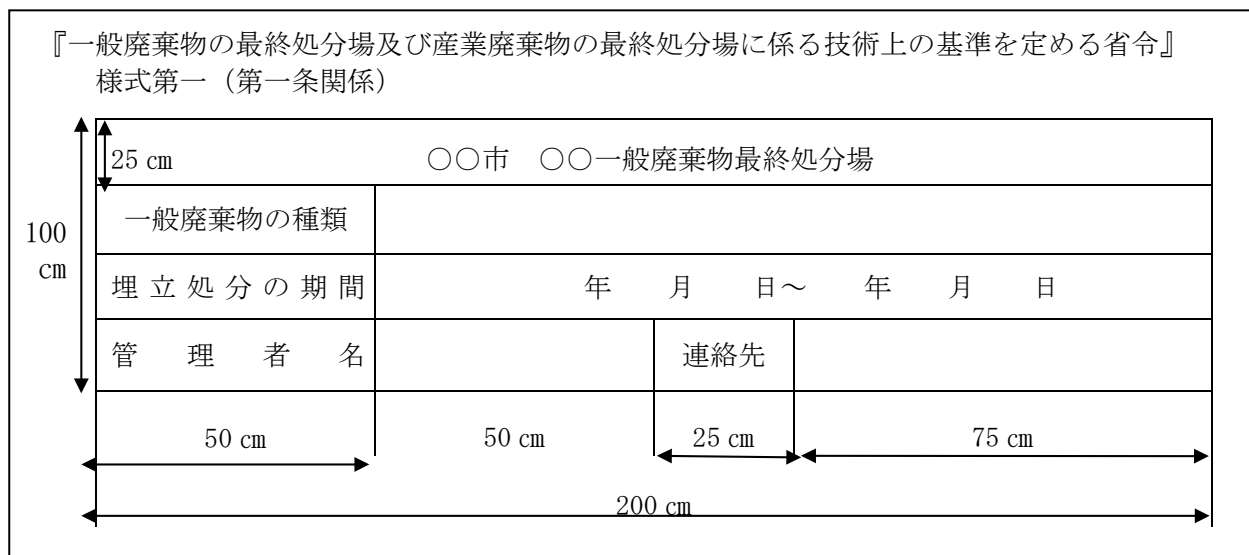 『一般廃棄物の最終処分場及び産業廃棄物の最終処分場に係る技術上の基準を定める省令』
様式第一（第一条関係）
25 ㎝
○○市　○○一般廃棄物最終処分場
100
㎝
一般廃棄物の種類
埋 立 処 分 の 期 間
年　　月　　日～　　年　　月　　日
管　理　者　名
連絡先
50 ㎝
50 ㎝
25 ㎝
75 ㎝
200 ㎝